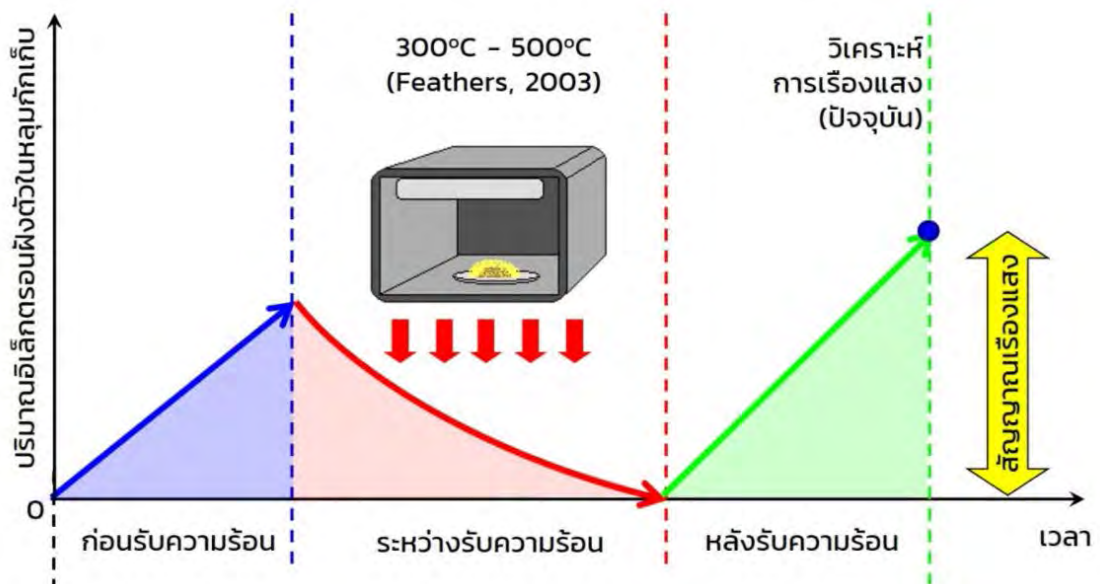 ปริมาณอิเล็กตรอนฝังตัวในหลุมกักเก็บ
300°C - 500°C
(Feathers, 2003)
วิเคราะห์
การเรืองแสง
(ปัจจุบัน)
สัญญาณเรืองแสง
0
ก่อนรับความร้อน
ระหว่างรับความร้อน
หลังรับความร้อน
เวลา